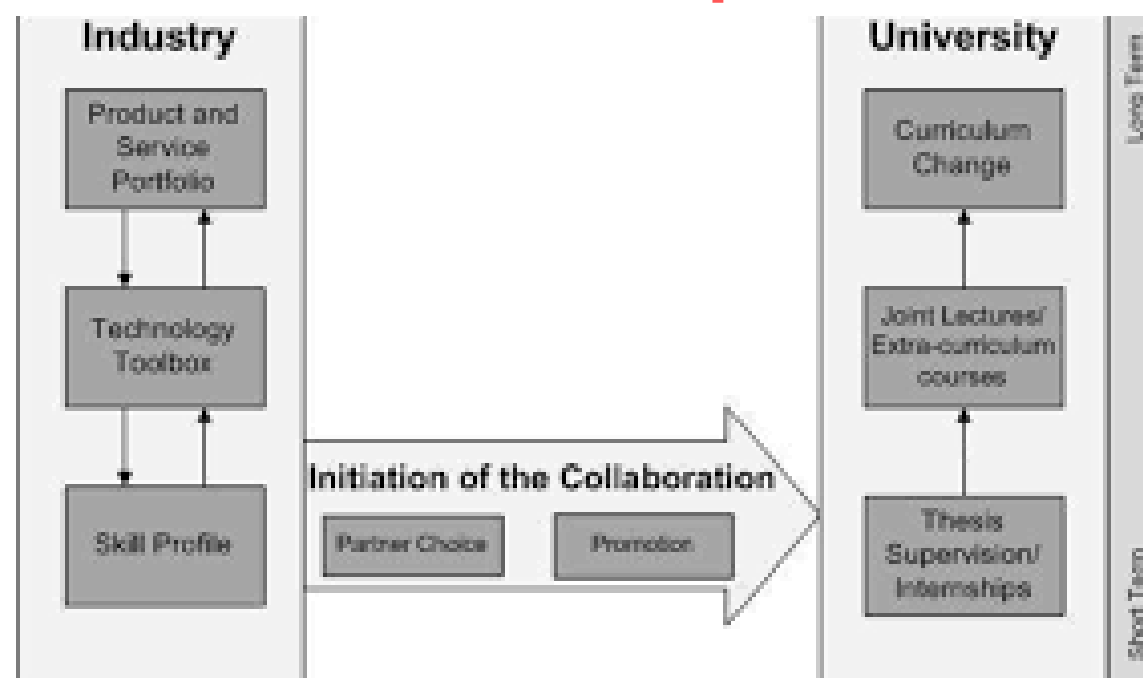 Industry
Product and
Service
Portfolio
Technology
Toolbox
Skill Profile
Initiation of the Collaboration
Partner Choice
Promotion
University
Curriculum
Change
Joint Lectures/
Extra-curriculum
courses
Thesis
Supervision/
Internships
Long Term
Short Term